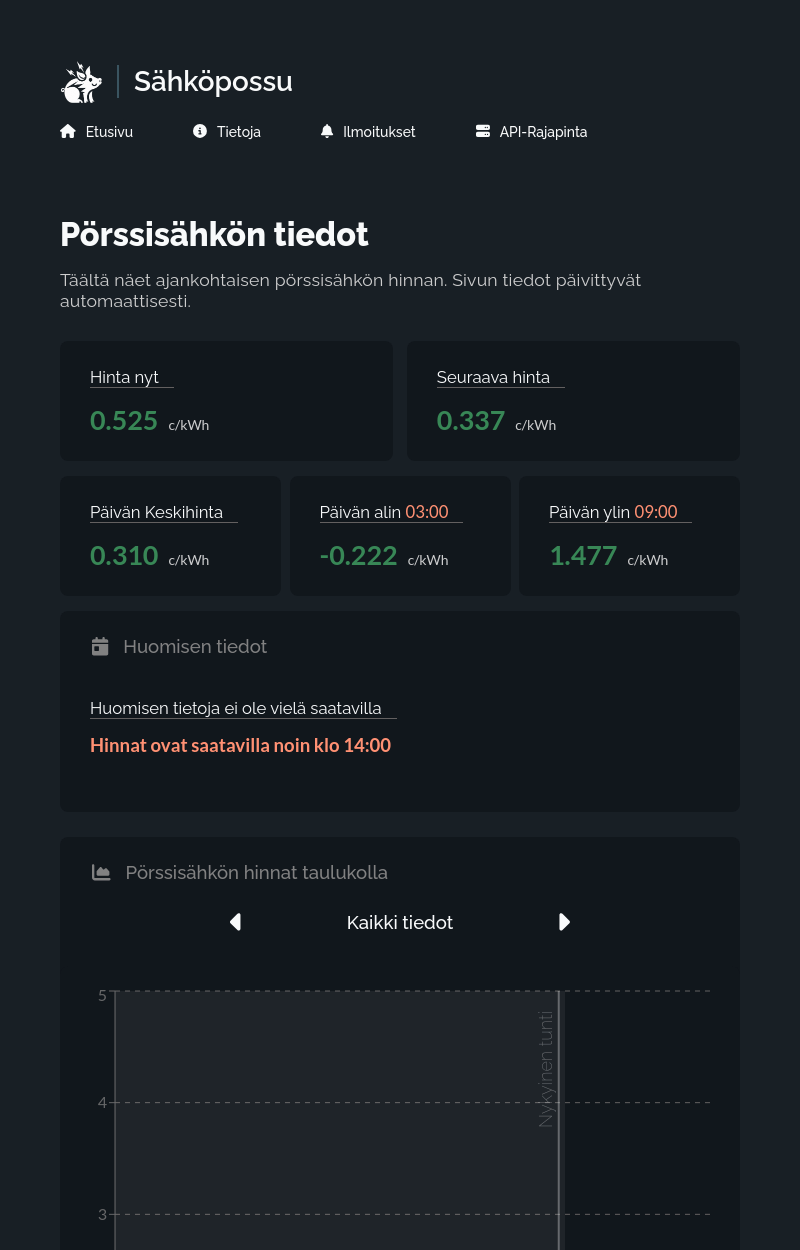 Sähköpossu
Etusivu
Tietoja
Ilmoitukset
API-Rajapinta
Pörssisähkön tiedot
Täältä näet ajankohtaisen pörssisähkön hinnan. Sivun tiedot päivittyvät
automaattisesti.
Hinta nyt
0.525 c/kWh
Seuraava hinta
0.337 c/kWh
Päivän Keskihinta
0.310 c/kWh
Päivän alin 03:00
-0.222 c/kWh
Päivän ylin 09:00
1.477 c/kWh
Huomisen tiedot
Huomisen tietoja ei ole vielä saatavilla
Hinnat ovat saatavilla noin klo 14:00
Pörssisähkön hinnat taulukolla
Kaikki tiedot
5
Nykyinen tunti
4
3